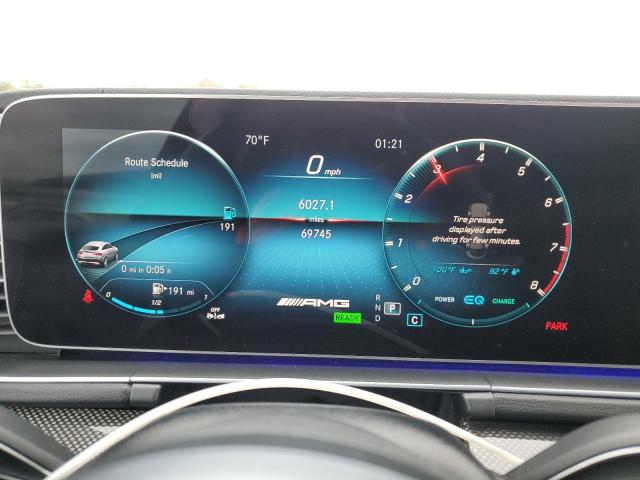 70°F
01:21
Route Schedule
[mi]
0 mph
6027.1
miles
69745
191
0 mi in 0:05 h
191 mi
0 1/2 1
OFF
AMG
READY
R
N P
D
C
0 1 2 3 4 5 6 7 8
Tire pressure
displayed after
driving for few minutes.
100°F 82°F
POWER EQ CHARGE
PARK